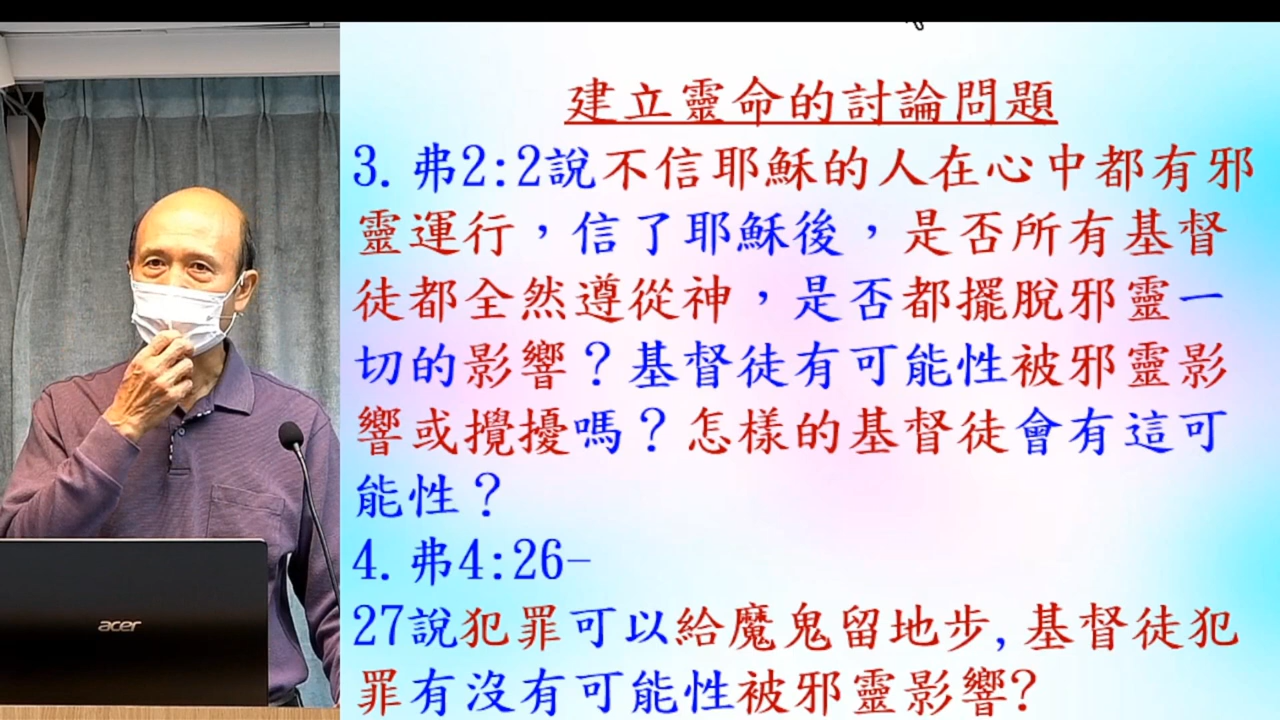 建立靈命的討論問題
3. 弗2:2說不信耶穌的人在心中都有邪
靈運行，信了耶穌後，是否所有基督
徒都全然遵從神，是否都擺脫邪靈一
切的影響？基督徒有可能性被邪靈影
響或攪擾嗎？怎樣的基督徒會有這可
能性？
4. 弗4:26-
27說犯罪可以給魔鬼留地步,基督徒犯
罪有沒有可能性被邪靈影響?
acer